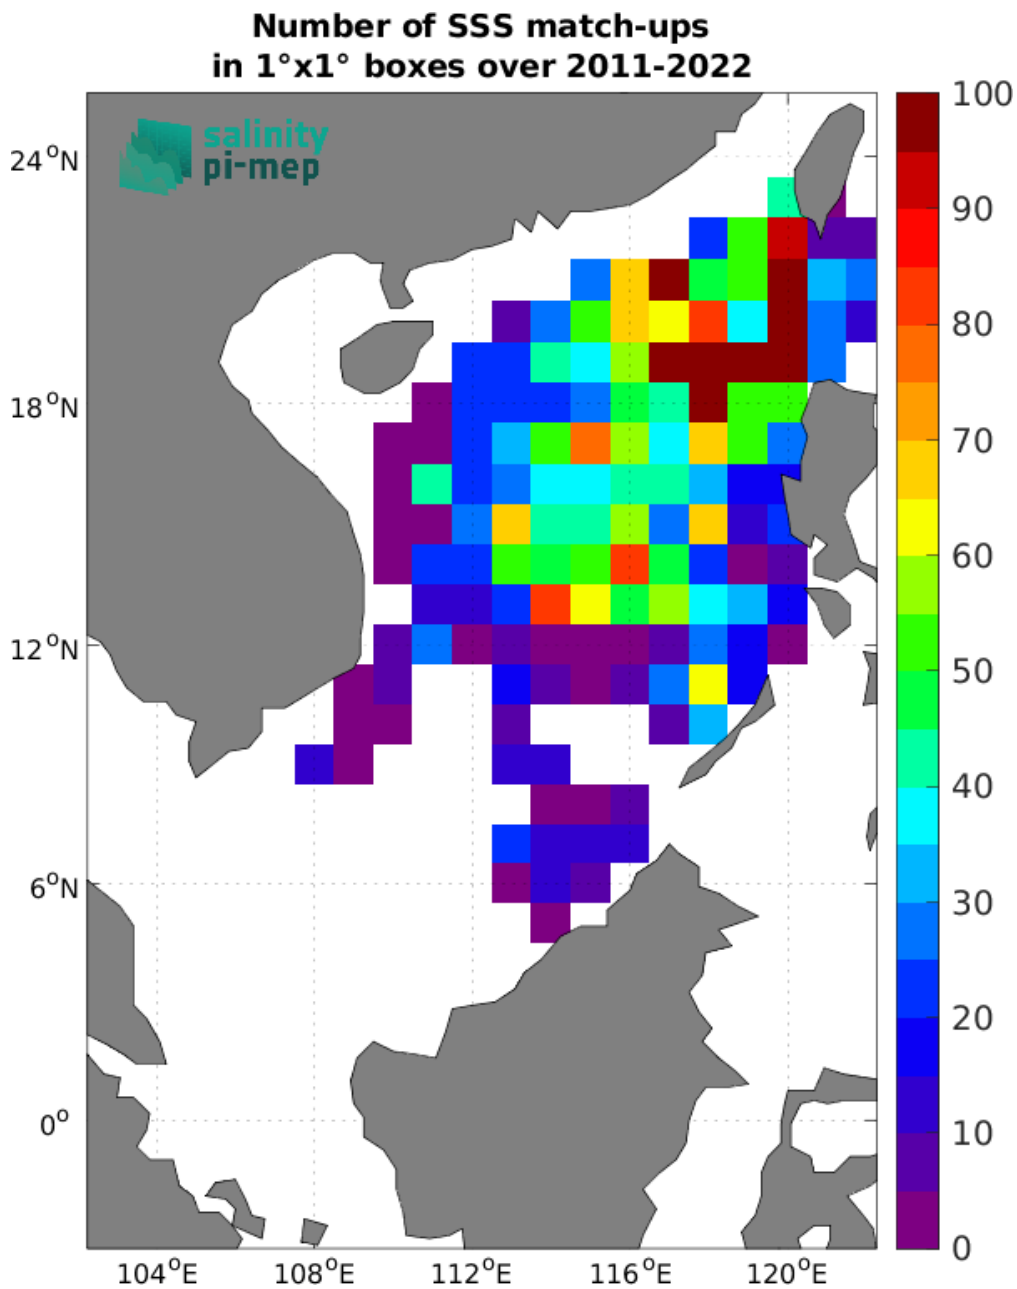 Number of SSS match-ups
in 1°x1° boxes over 2011-2022
salinity
pi-mep
24°N
18°N
12°N
6°N
0°
104°E
108°E
112°E
116°E
120°E
100
90
80
70
60
50
40
30
20
10
0